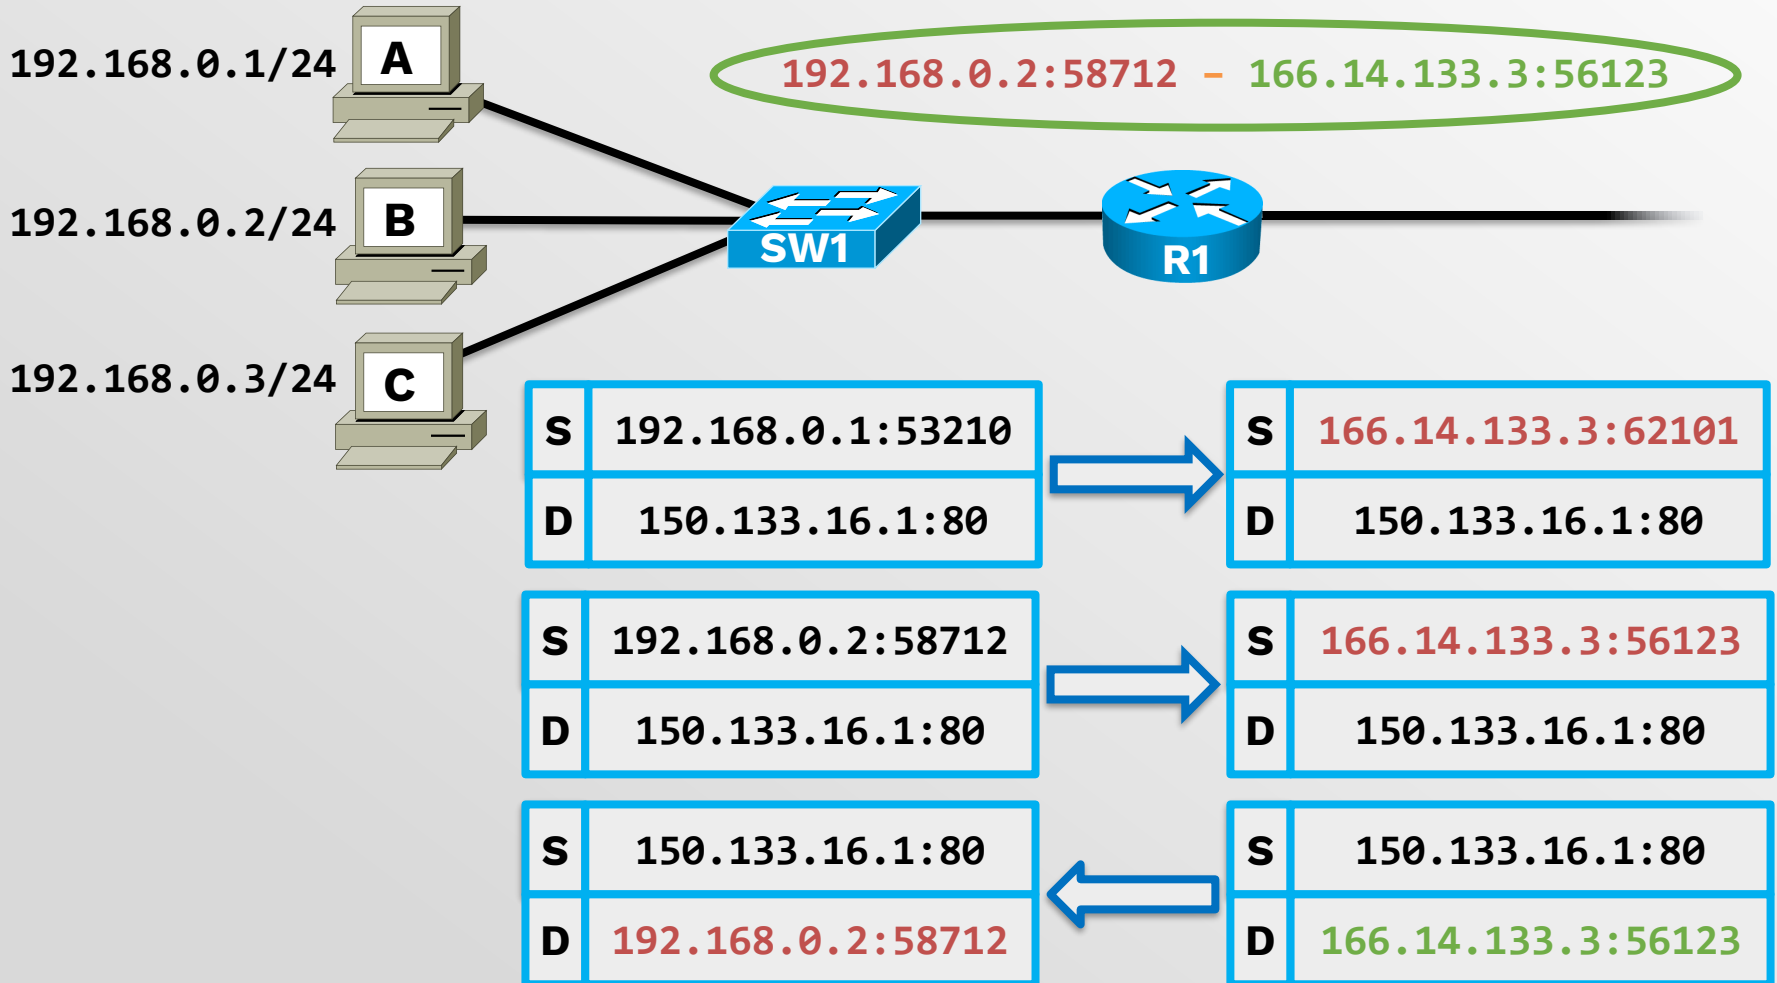 192.168.0.1/24
A
192.168.0.2:58712 – 166.14.133.3:56123
192.168.0.2/24
B
SW1
R1
192.168.0.3/24
C
S 192.168.0.1:53210
D 150.133.16.1:80
S 166.14.133.3:62101
D 150.133.16.1:80
S 192.168.0.2:58712
D 150.133.16.1:80
S 166.14.133.3:56123
D 150.133.16.1:80
S 150.133.16.1:80
D 192.168.0.2:58712
S 150.133.16.1:80
D 166.14.133.3:56123